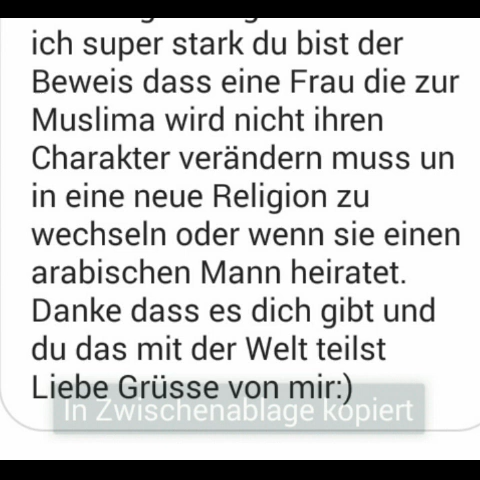 ich super stark du bist der
Beweis dass eine Frau die zur
Muslima wird nicht ihren
Charakter verändern muss un
in eine neue Religion zu
wechseln oder wenn sie einen
arabischen Mann heiratet.
Danke dass es dich gibt und
du das mit der Welt teilst
Liebe Grüsse von mir:)
In Zwischenablage kopiert